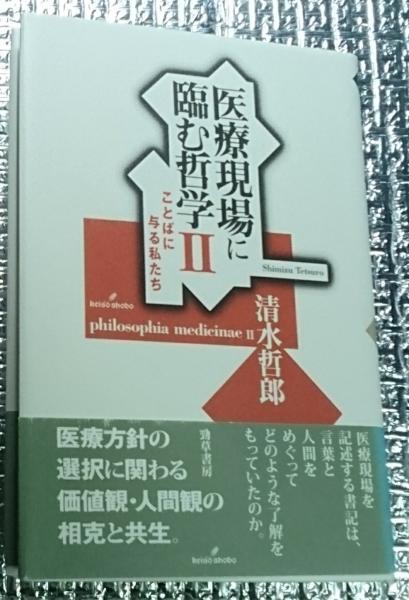 医療現場に
臨む哲学II
ことばに
与る私たち
Shimizu Tetsuro
keiso shobo
philosophia medicinae II
清水哲郎
医療現場を
記述する書記は、
言葉と
人間を
めぐって
どのような了解を
もっていたのか。
勁草書房
医療方針の
選択に関わる
価値観・人間観の
相克と共生。
keiso shobo